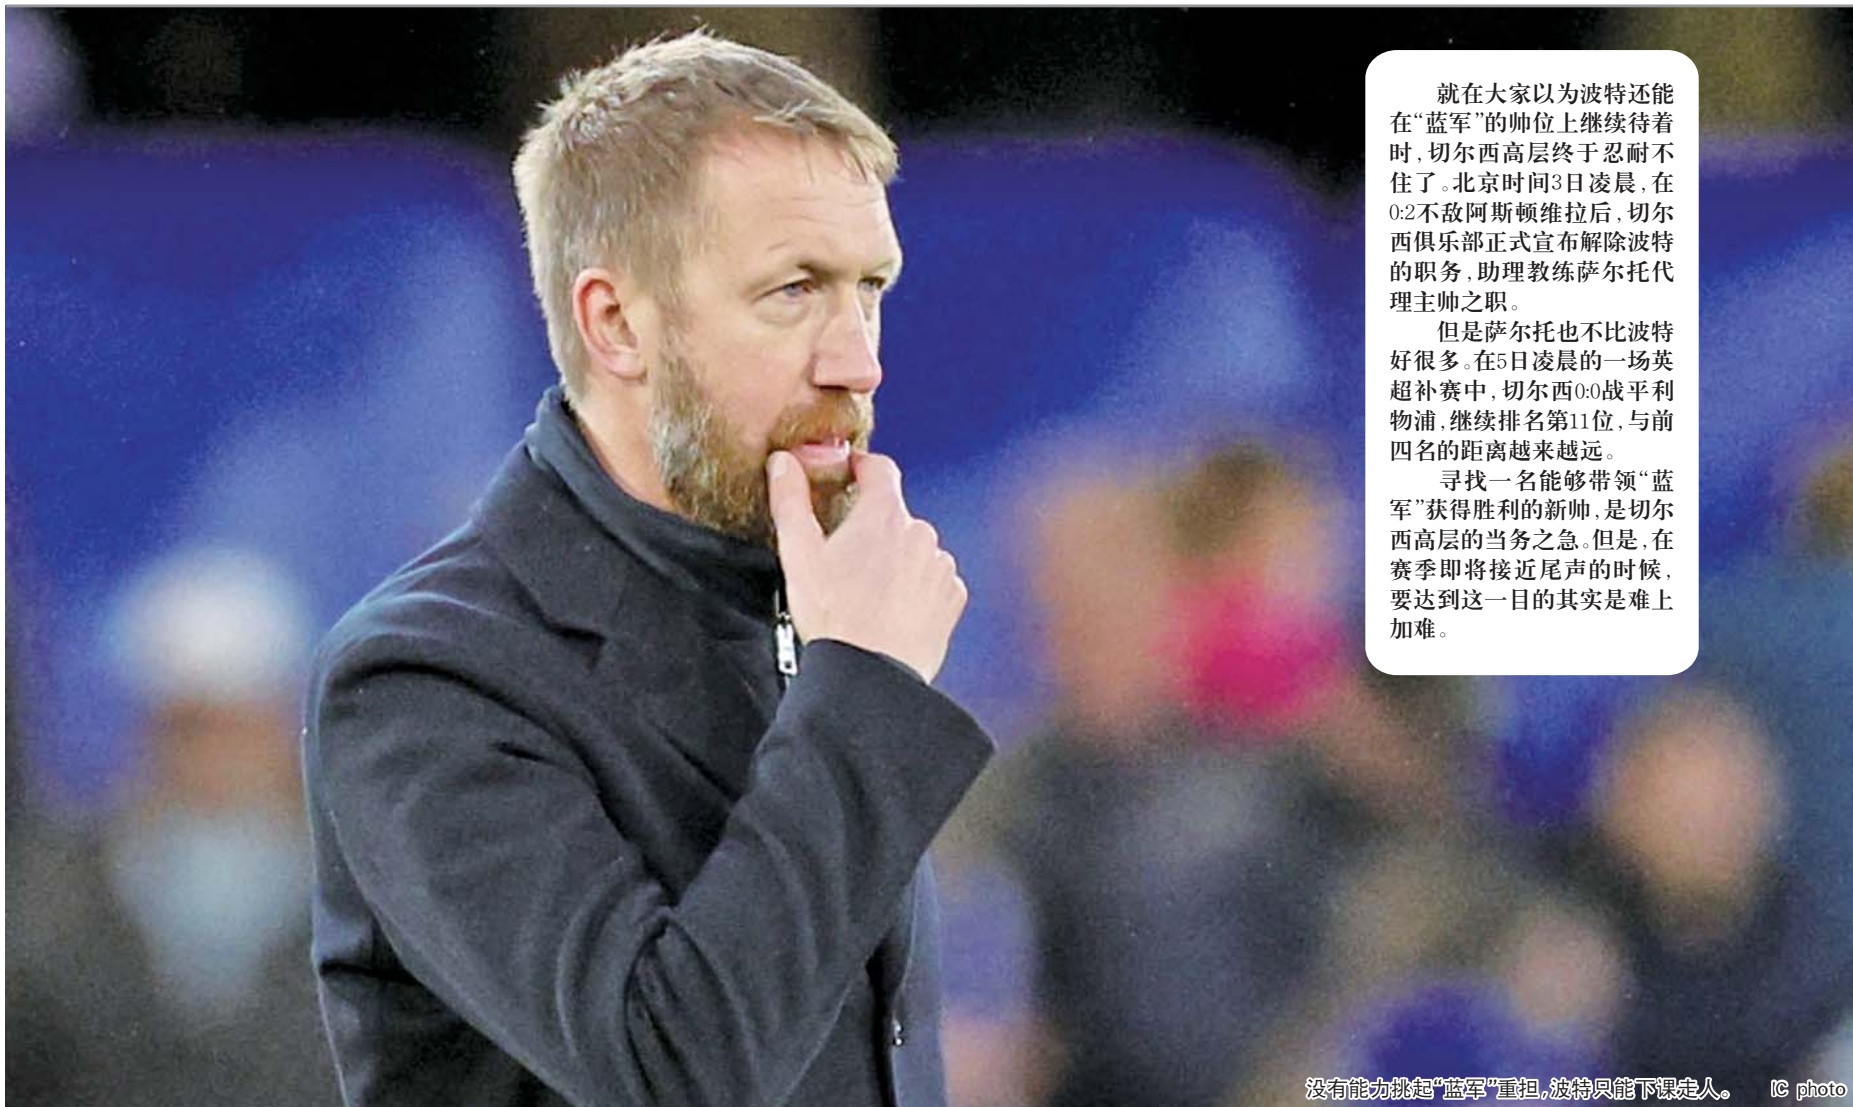 就在大家以为波特还能
在“蓝军”的帅位上继续待着
时,切尔西高层终于忍耐不
住了。北京时间3日凌晨,在
0:2不敌阿斯顿维拉后,切尔
西俱乐部正式宣布解除波特
的职务,助理教练萨尔托代
理主帅之职。
但是萨尔托也不比波特
好很多。在5日凌晨的一场英
超补赛中,切尔西0:0战平利
物浦,继续排名第11位,与前
四名的距离越来越远。
寻找一名能够带领“蓝
军”获得胜利的新帅,是切尔
西高层的当务之急。但是,在
赛季即将接近尾声的时候,
要达到这一目的其实是难上
加难。
没有能力挑起“蓝军”重担,波特只能下课走人。 IC photo